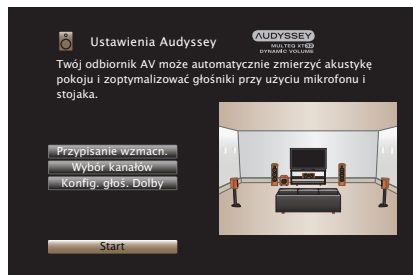 Ustawienia Audyssey
AUDYSSEY
MULTEQ XT32
DYNAMIC VOLUME
Twój odbiornik AV może automatycznie zmierzyć akustykę
pokoju i zoptymalizować głośniki przy użyciu mikrofonu i
stojaka.
Przypisanie wzmacn.
Wybór kanałów
Konfig. głoś. Dolby
Start